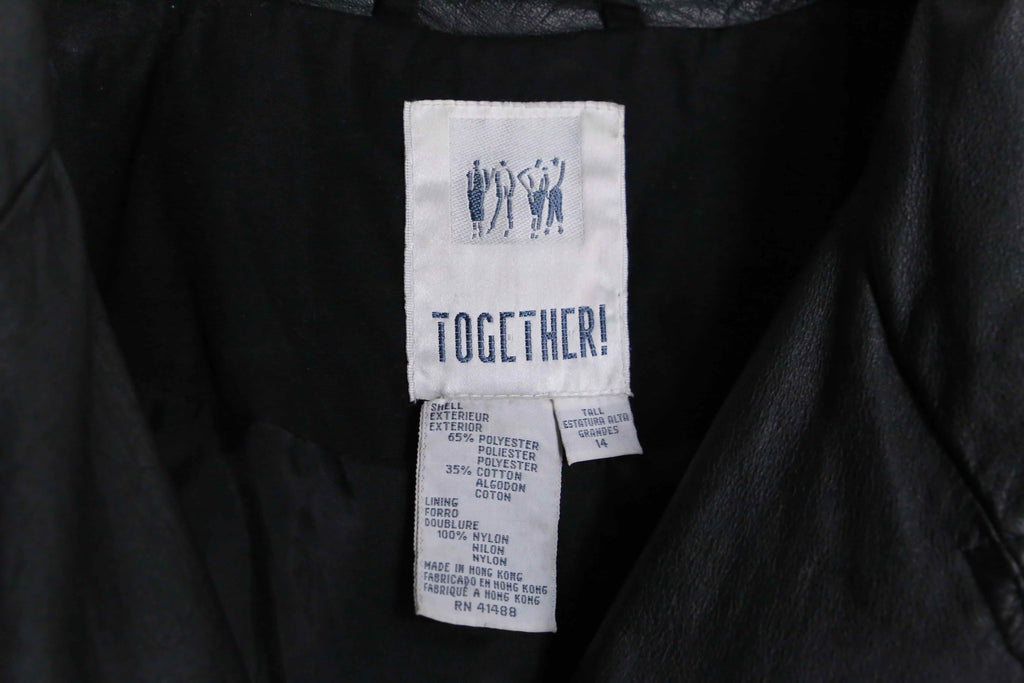 TOGETHER!
SHELL
EXTERIEUR
EXTERIOR
65% POLYESTER
POLIESTER
POLYESTER
35% COTTON
ALGODON
COTON
LINING
FORRO
DOUBLURE
100% NYLON
NILON
NYLON
MADE IN HONG KONG
FABRICADO EN HONG KONG
FABRIQUÉ A HONG KONG
RN 41488
TALL
ESTATURA ALTA
GRANDES
14